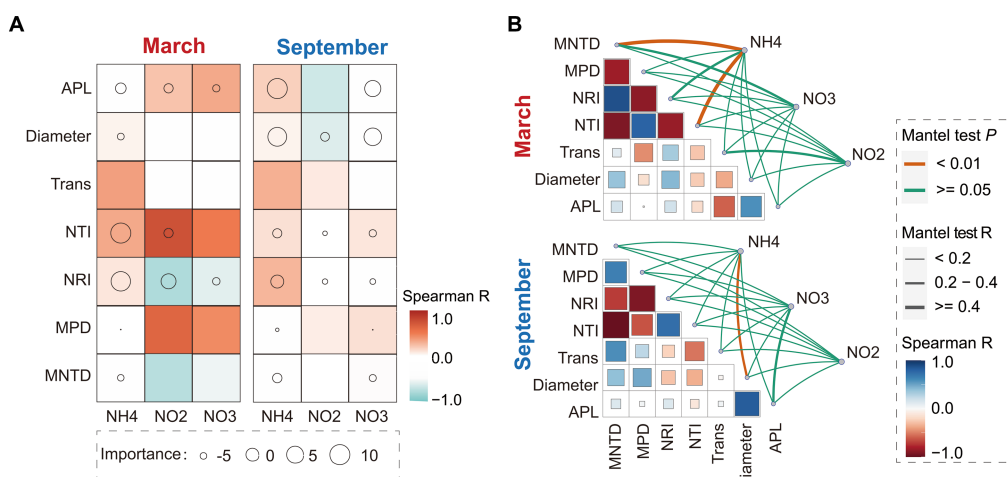 A
March
September
APL
Diameter
Trans
NTI
NRI
MPD
MNTD
NH4 NO2 NO3 NH4 NO2 NO3
Spearman R
1.0
0.0
−1.0
Importance: -5 0 5 10
B
March
MNTD
MPD
NRI
NTI
Trans
Diameter
APL
NH4
NO3
NO2
September
MNTD
MPD
NRI
NTI
Trans
Diameter
APL
NH4
NO3
NO2
MNTD MPD NRI NTI Trans iameter APL
Mantel test P
< 0.01
>= 0.05
Mantel test R
< 0.2
0.2 − 0.4
>= 0.4
Spearman R
1.0
0.0
−1.0